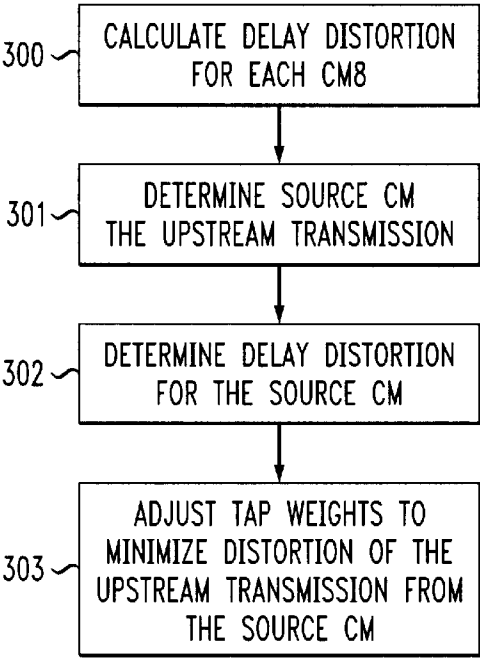 300
CALCULATE DELAY DISTORTION
FOR EACH CM8
301
DETERMINE SOURCE CM
THE UPSTREAM TRANSMISSION
302
DETERMINE DELAY DISTORTION
FOR THE SOURCE CM
303
ADJUST TAP WEIGHTS TO
MINIMIZE DISTORTION OF THE
UPSTREAM TRANSMISSION FROM
THE SOURCE CM